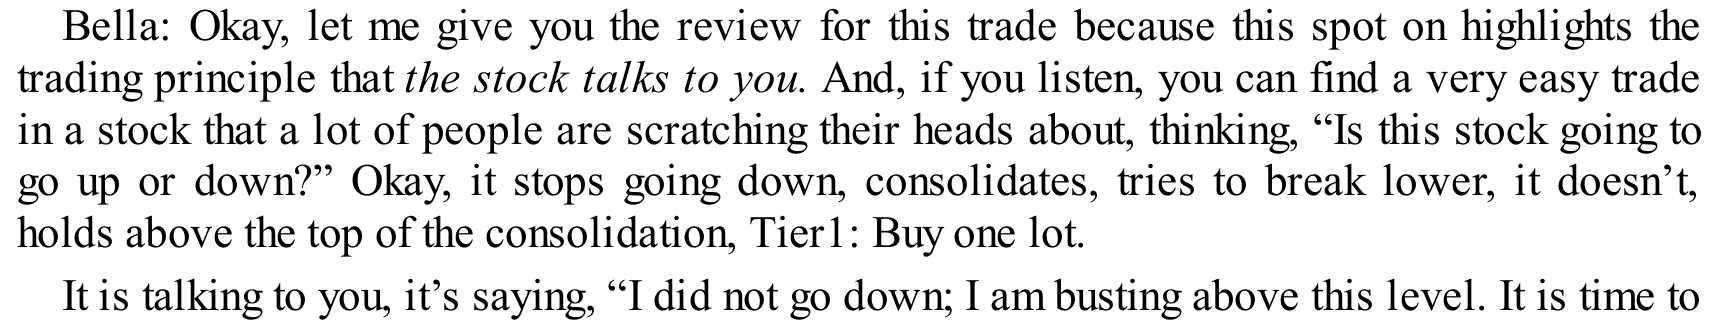 Bella: Okay, let me give you the review for this trade because this spot on highlights the
trading principle that the stock talks to you. And, if you listen, you can find a very easy trade
in a stock that a lot of people are scratching their heads about, thinking, “Is this stock going to
go up or down?” Okay, it stops going down, consolidates, tries to break lower, it doesn’t,
holds above the top of the consolidation, Tier1: Buy one lot.
It is talking to you, it’s saying, “I did not go down; I am busting above this level. It is time to